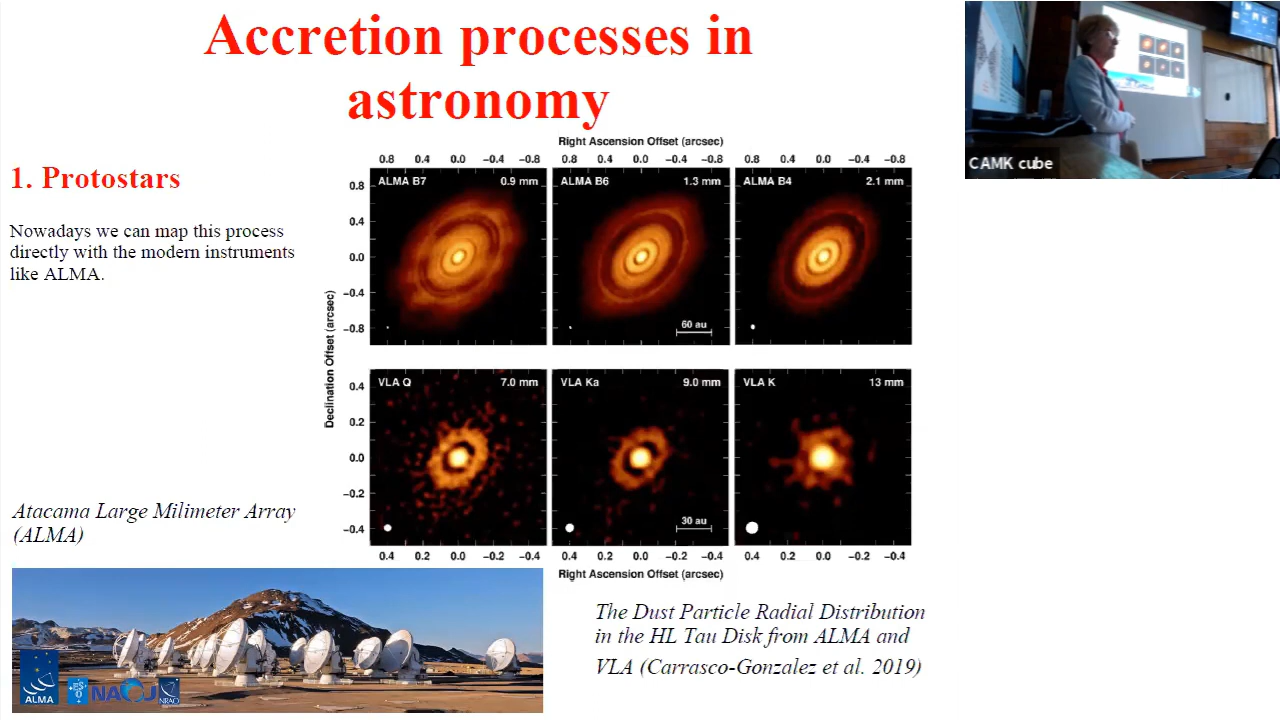 Accretion processes in
astronomy
1. Protostars
Nowadays we can map this process
directly with the modern instruments
like ALMA.
Right Ascension Offset (arcsec)
0.8 0.4 0.0 −0.4 −0.8 0.8 0.4 0.0 −0.4 −0.8 0.8 0.4 0.0 −0.4 −0.8
Declination Offset (arcsec)
0.8
0.4
0.0
−0.4
−0.8
ALMA B7 0.9 mm
ALMA B6 1.3 mm
60 au
ALMA B4 2.1 mm
0.4
0.2
0.0
−0.2
−0.4
VLA Q 7.0 mm
VLA Ka 9.0 mm
30 au
VLA K 13 mm
0.4 0.2 0.0 −0.2 −0.4 0.4 0.2 0.0 −0.2 −0.4 0.4 0.2 0.0 −0.2 −0.4
Right Ascension Offset (arcsec)
Atacama Large Milimeter Array
(ALMA)
ALMA
NAOJ
NRAO
The Dust Particle Radial Distribution
in the HL Tau Disk from ALMA and
VLA (Carrasco-Gonzalez et al. 2019)
CAMK cube